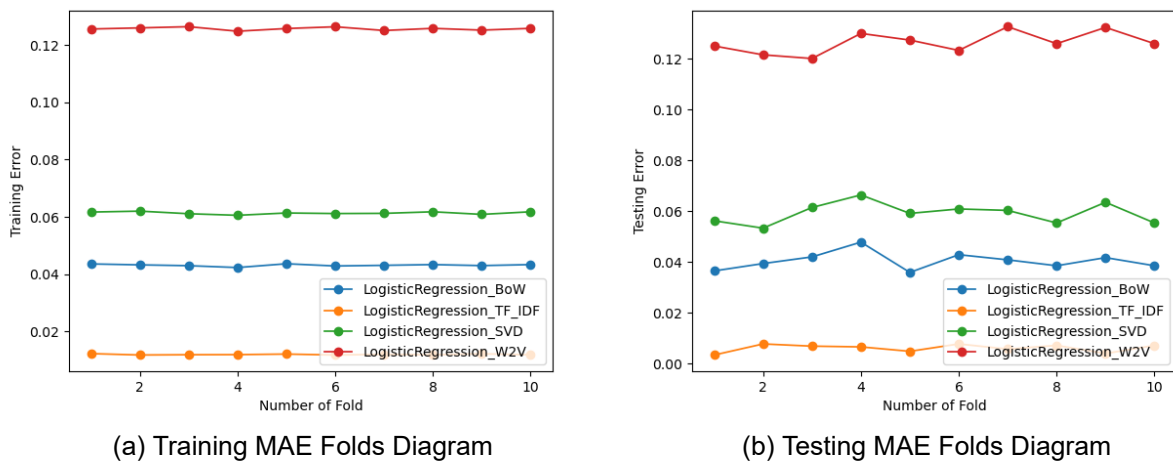 0.12
0.10
0.08
0.06
0.04
0.02
Training Error
2 4 6 8 10
Number of Fold
LogisticRegression_BoW
LogisticRegression_TF_IDF
LogisticRegression_SVD
LogisticRegression_W2V
(a) Training MAE Folds Diagram
0.12
0.10
0.08
0.06
0.04
0.02
0.00
Testing Error
2 4 6 8 10
Number of Fold
LogisticRegression_BoW
LogisticRegression_TF_IDF
LogisticRegression_SVD
LogisticRegression_W2V
(b) Testing MAE Folds Diagram